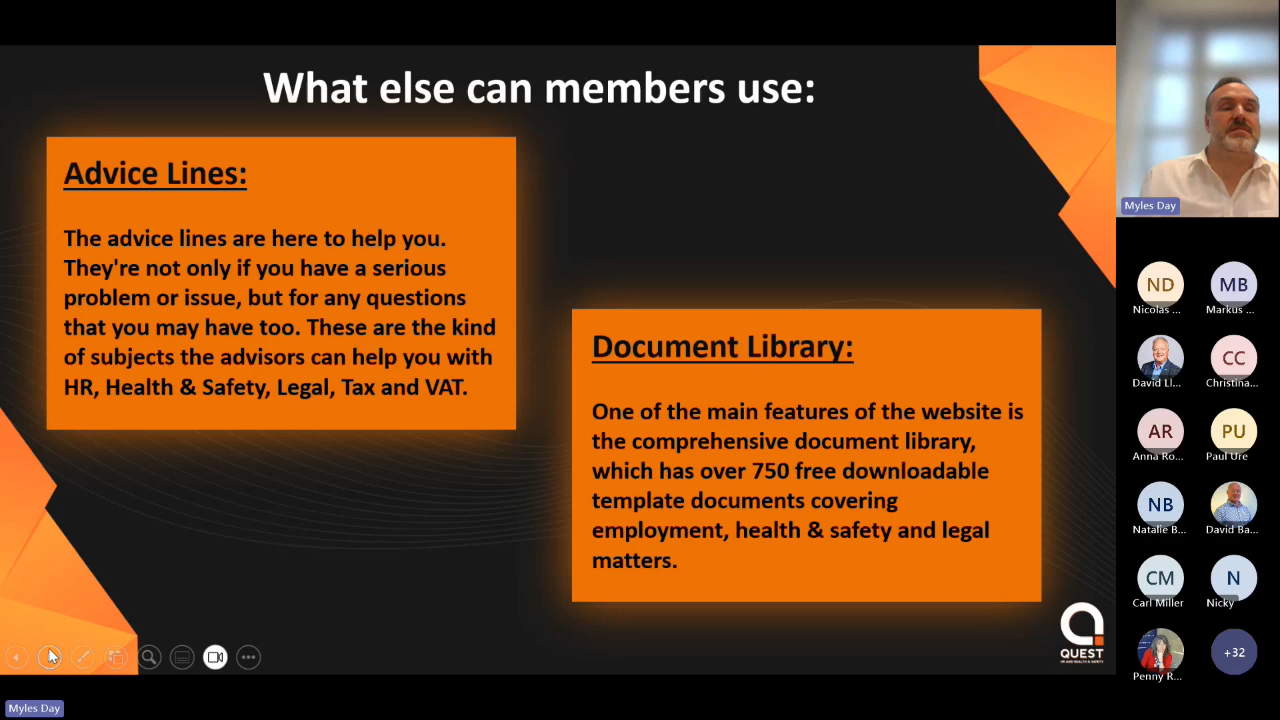 What else can members use:
Advice Lines:
The advice lines are here to help you.
They're not only if you have a serious
problem or issue, but for any questions
that you may have too. These are the kind
of subjects the advisors can help you with
HR, Health & Safety, Legal, Tax and VAT.
Document Library:
One of the main features of the website is
the comprehensive document library,
which has over 750 free downloadable
template documents covering
employment, health & safety and legal
matters.
QUEST
HR AND HEALTH & SAFETY
Myles Day
Myles Day
ND
Nicolas ...
MB
Markus ...
David Ll...
CC
Christina...
AR
Anna Ro...
PU
Paul Ure
NB
Natalie B...
David Ba...
CM
Carl Miller
N
Nicky
Penny R...
+32